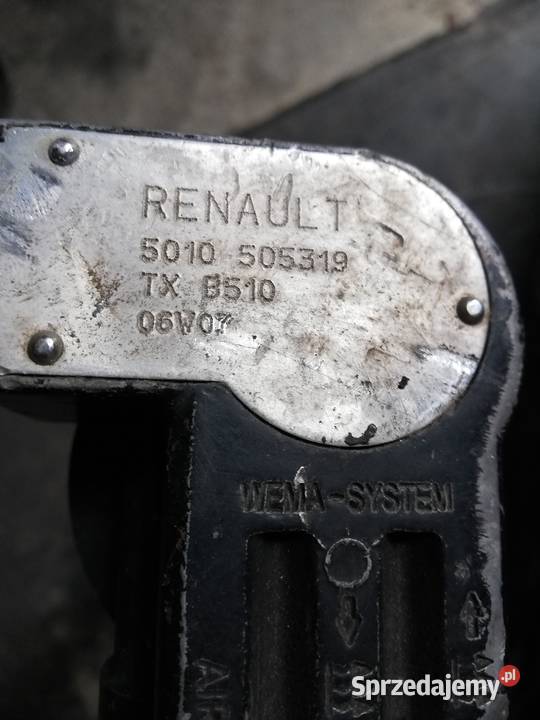 RENAULT
5010 505319
TX B510
06W07
WEMA-SYSTEM
Sprzedajemy.pl